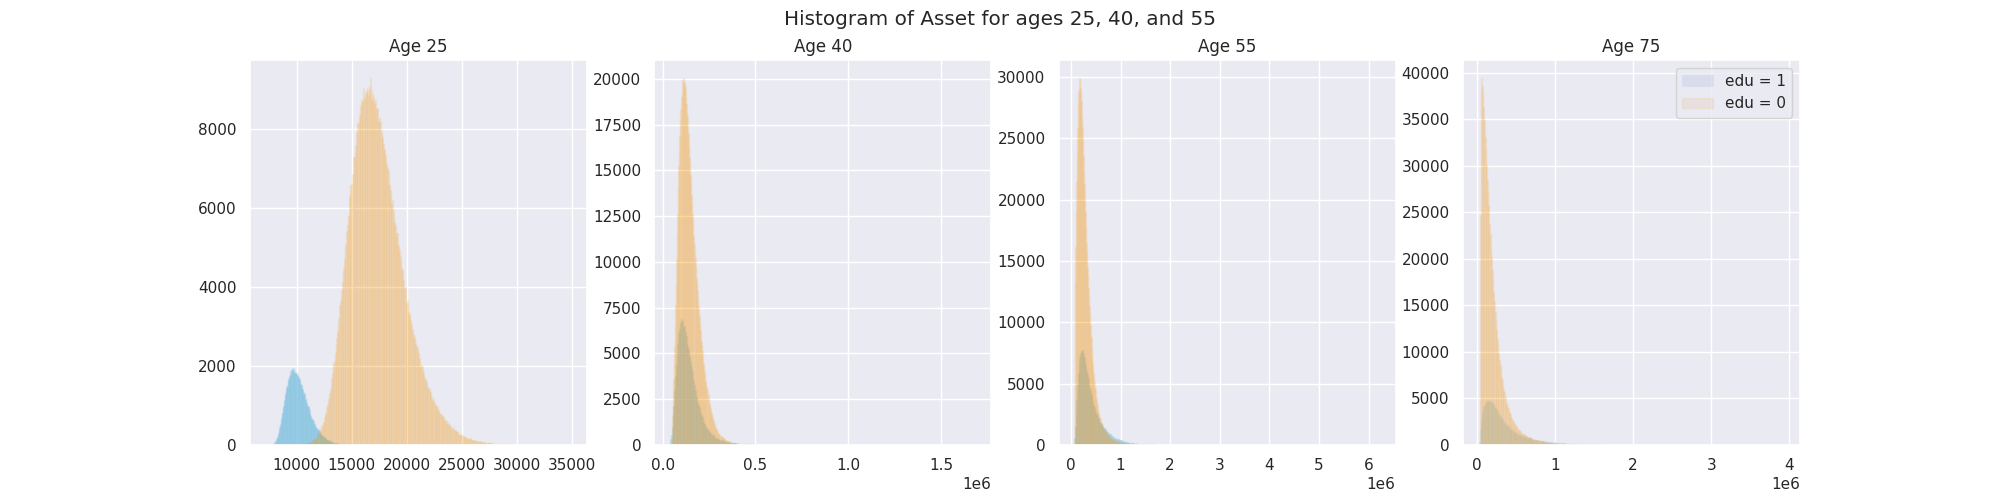 Histogram of Asset for ages 25, 40, and 55
Age 25
8000
6000
4000
2000
0
10000 15000 20000 25000 30000 35000
Age 40
20000
17500
15000
12500
10000
7500
5000
2500
0
0.0 0.5 1.0 1.5
1e6
Age 55
30000
25000
20000
15000
10000
5000
0
0 1 2 3 4 5 6
1e6
Age 75
40000
35000
30000
25000
20000
15000
10000
5000
0
0 1 2 3 4
1e6
edu = 1
edu = 0